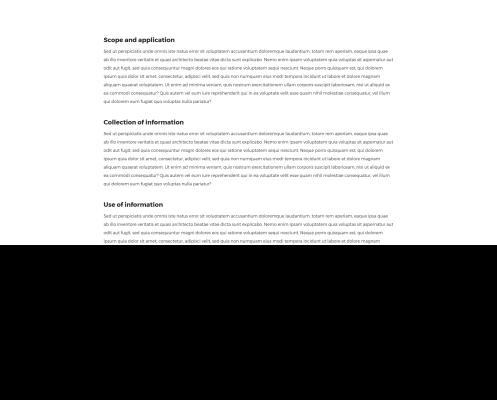 Scope and application
Sed ut perspiciatis unde omnis iste natus error sit voluptatem accusantium doloremque laudantium, totam rem aperiam, eaque ipsa quae
ab illo inventore veritatis et quasi architecto beatae vitae dicta sunt explicabo. Nemo enim ipsam voluptatem quia voluptas sit aspernatur aut
odit aut fugit, sed quia consequuntur magni dolores eos qui ratione voluptatem sequi nesciunt. Neque porro quisquam est, qui dolorem
ipsum quia dolor sit amet, consectetur, adipisci velit, sed quia non numquam eius modi tempora incidunt ut labore et dolore magnam
aliquam quaerat voluptatem. Ut enim ad minima veniam, quis nostrum exercitationem ullam corporis suscipit laboriosam, nisi ut aliquid ex
ea commodi consequatur? Quis autem vel eum iure reprehenderit qui in ea voluptate velit esse quam nihil molestiae consequatur, vel illum
qui dolorem eum fugiat quo voluptas nulla pariatur?
Collection of information
Sed ut perspiciatis unde omnis iste natus error sit voluptatem accusantium doloremque laudantium, totam rem aperiam, eaque ipsa quae
ab illo inventore veritatis et quasi architecto beatae vitae dicta sunt explicabo. Nemo enim ipsam voluptatem quia voluptas sit aspernatur aut
odit aut fugit, sed quia consequuntur magni dolores eos qui ratione voluptatem sequi nesciunt. Neque porro quisquam est, qui dolorem
ipsum quia dolor sit amet, consectetur, adipisci velit, sed quia non numquam eius modi tempora incidunt ut labore et dolore magnam
aliquam quaerat voluptatem. Ut enim ad minima veniam, quis nostrum exercitationem ullam corporis suscipit laboriosam, nisi ut aliquid ex
ea commodi consequatur? Quis autem vel eum iure reprehenderit qui in ea voluptate velit esse quam nihil molestiae consequatur, vel illum
qui dolorem eum fugiat quo voluptas nulla pariatur?
Use of information
Sed ut perspiciatis unde omnis iste natus error sit voluptatem accusantium doloremque laudantium, totam rem aperiam, eaque ipsa quae
ab illo inventore veritatis et quasi architecto beatae vitae dicta sunt explicabo. Nemo enim ipsam voluptatem quia voluptas sit aspernatur aut
odit aut fugit, sed quia consequuntur magni dolores eos qui ratione voluptatem sequi nesciunt. Neque porro quisquam est, qui dolorem
ipsum quia dolor sit amet, consectetur, adipisci velit, sed quia non numquam eius modi tempora incidunt ut labore et dolore magnam